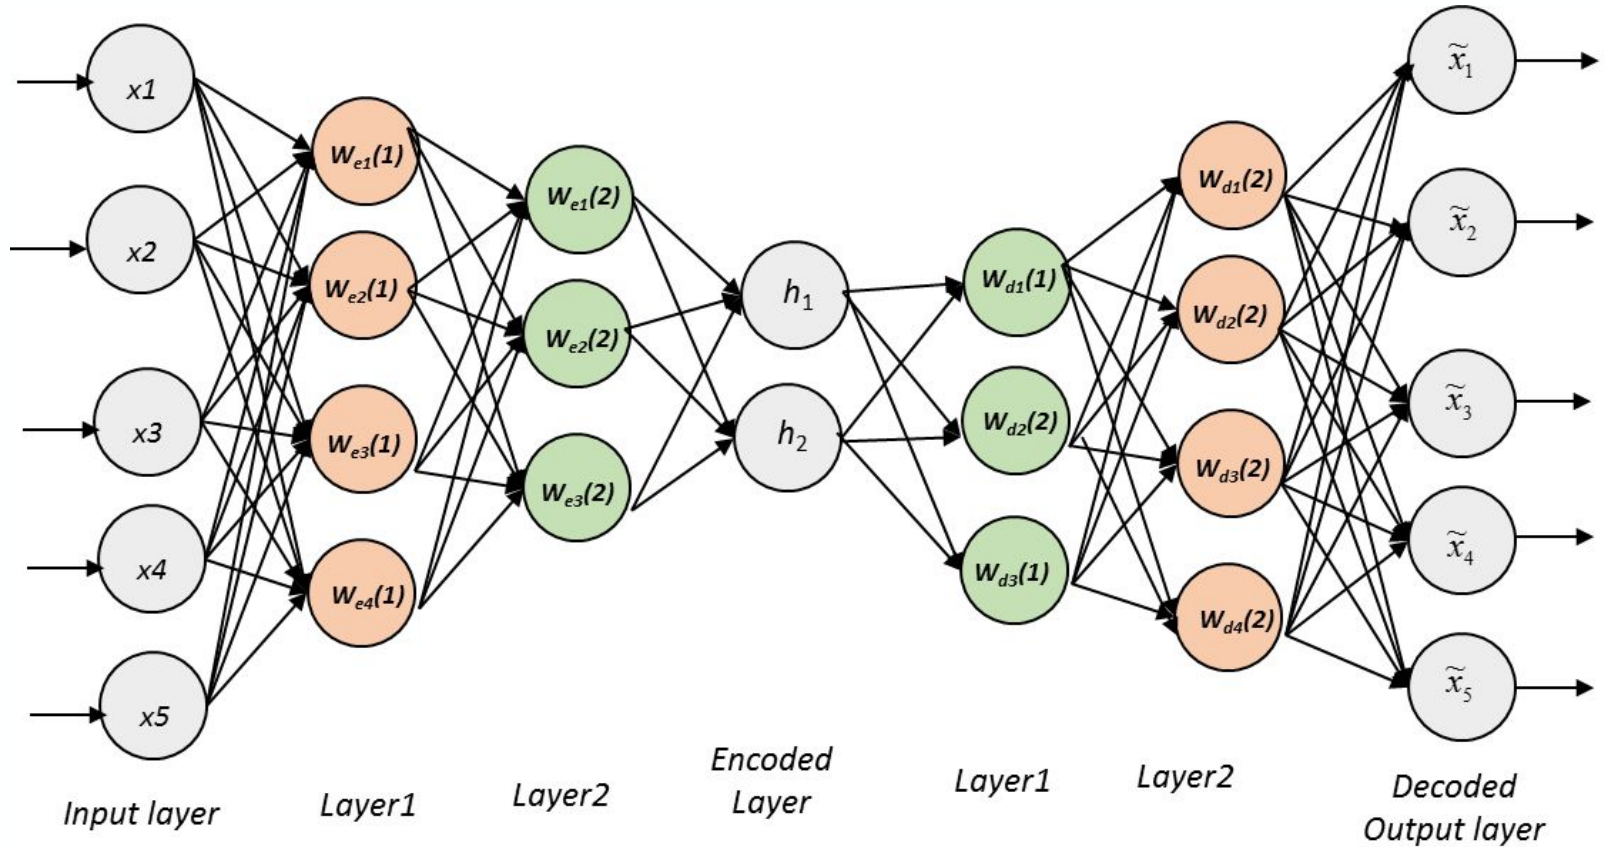 x1
x2
x3
x4
x5
We1(1)
We2(1)
We3(1)
We4(1)
We1(2)
We2(2)
We3(2)
h1
h2
Wd1(1)
Wd2(2)
Wd3(1)
Wd1(2)
Wd2(2)
Wd3(2)
Wd4(2)
x̃1
x̃2
x̃3
x̃4
x̃5
Input layer
Layer1
Layer2
Encoded
Layer
Layer1
Layer2
Decoded
Output layer